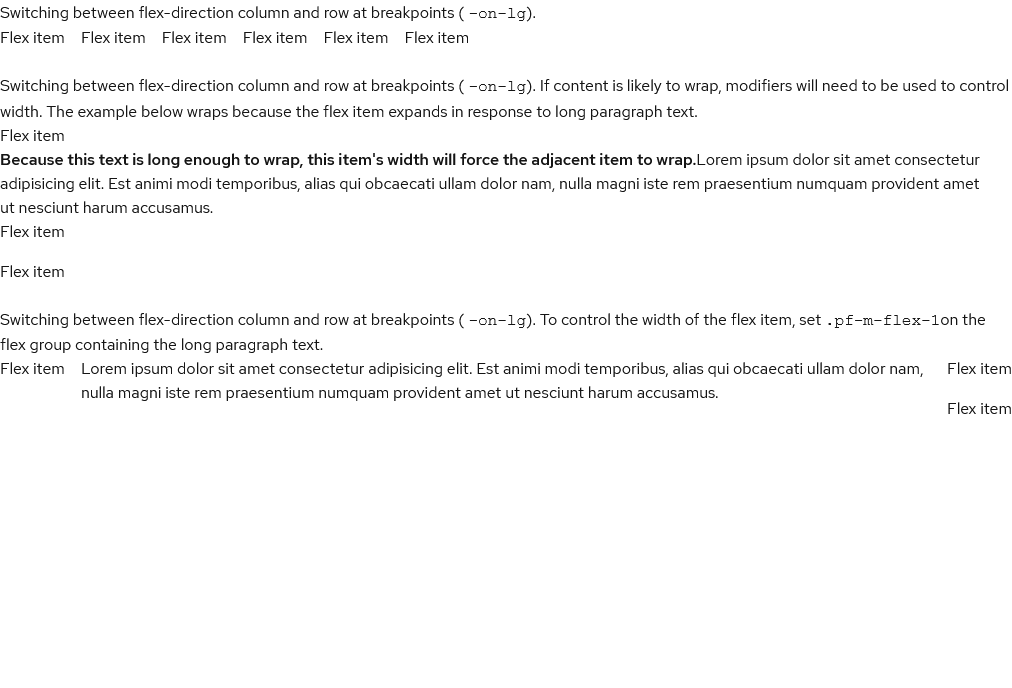 Switching between flex-direction column and row at breakpoints ( -on-lg).
Flex item Flex item Flex item Flex item Flex item Flex item
Switching between flex-direction column and row at breakpoints ( -on-lg). If content is likely to wrap, modifiers will need to be used to control
width. The example below wraps because the flex item expands in response to long paragraph text.
Flex item
Because this text is long enough to wrap, this item's width will force the adjacent item to wrap.Lorem ipsum dolor sit amet consectetur
adipisicing elit. Est animi modi temporibus, alias qui obcaecati ullam dolor nam, nulla magni iste rem praesentium numquam provident amet
ut nesciunt harum accusamus.
Flex item
Flex item
Switching between flex-direction column and row at breakpoints ( -on-lg). To control the width of the flex item, set .pf-m-flex-1on the
flex group containing the long paragraph text.
Flex item Lorem ipsum dolor sit amet consectetur adipisicing elit. Est animi modi temporibus, alias qui obcaecati ullam dolor nam, Flex item
nulla magni iste rem praesentium numquam provident amet ut nesciunt harum accusamus.
Flex item